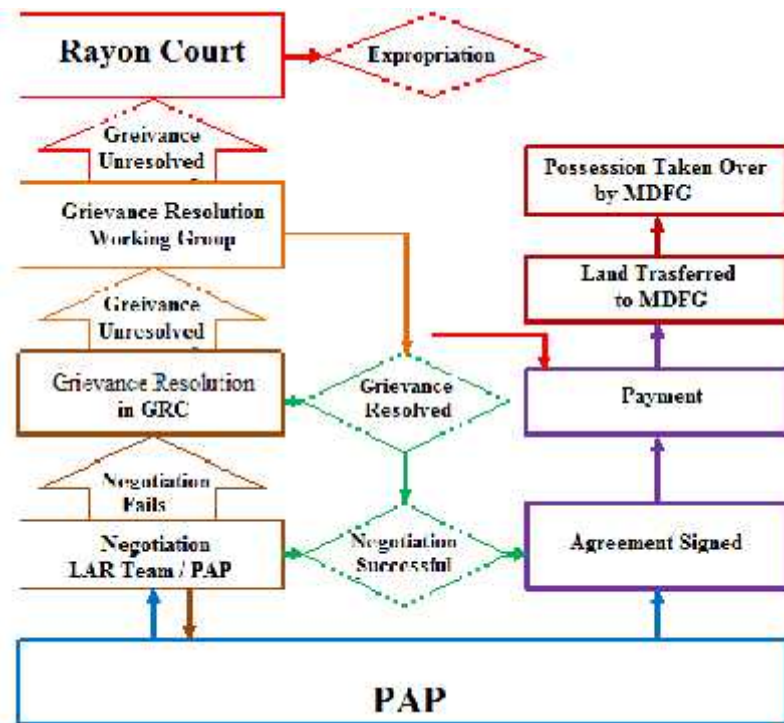 Rayon Court
Expropriation
Greivance
Unresolved
Possession Taken Over
by MDFG
Grievance Resolution
Working Group
Land Trasferred
to MDFG
Greivance
Unresolved
Grievance Resolution
in GRC
Grievance
Resolved
Payment
Negotiation
Fails
Negotiation
LAR Team / PAP
Negotiation
Successful
Agreement Signed
PAP